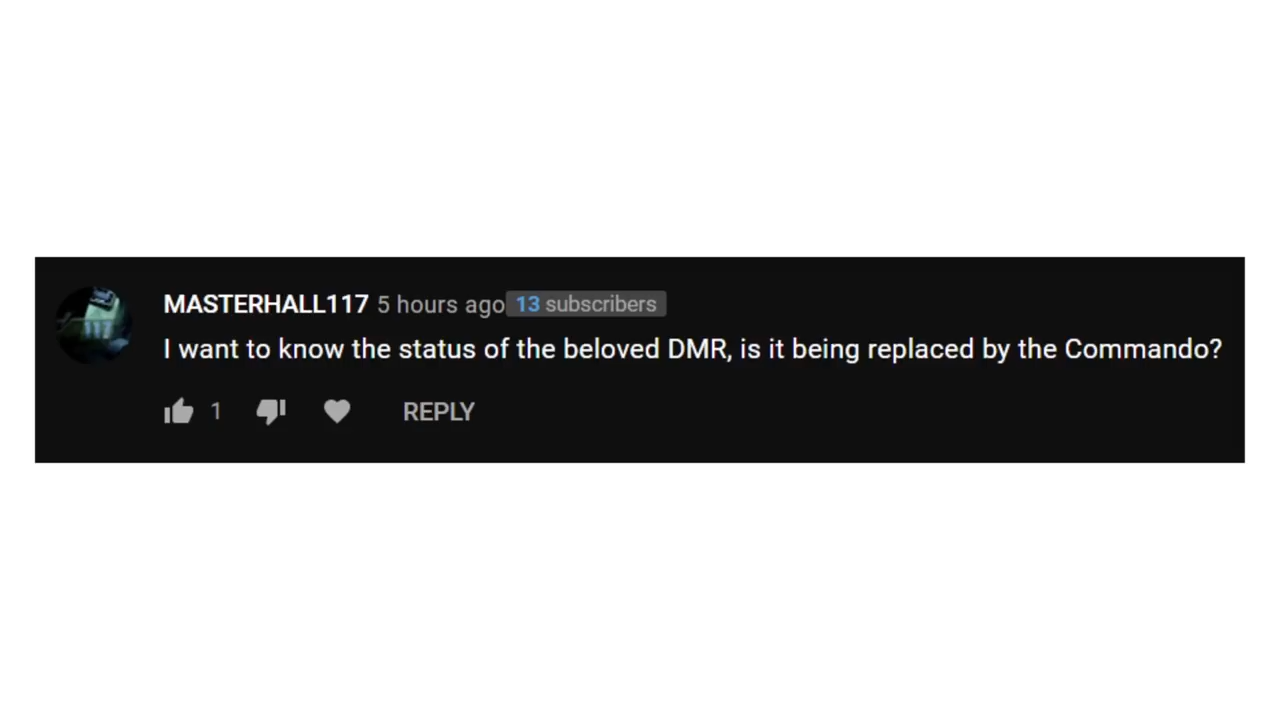 MASTERHALL117 5 hours ago 13 subscribers
I want to know the status of the beloved DMR, is it being replaced by the Commando?
1 REPLY